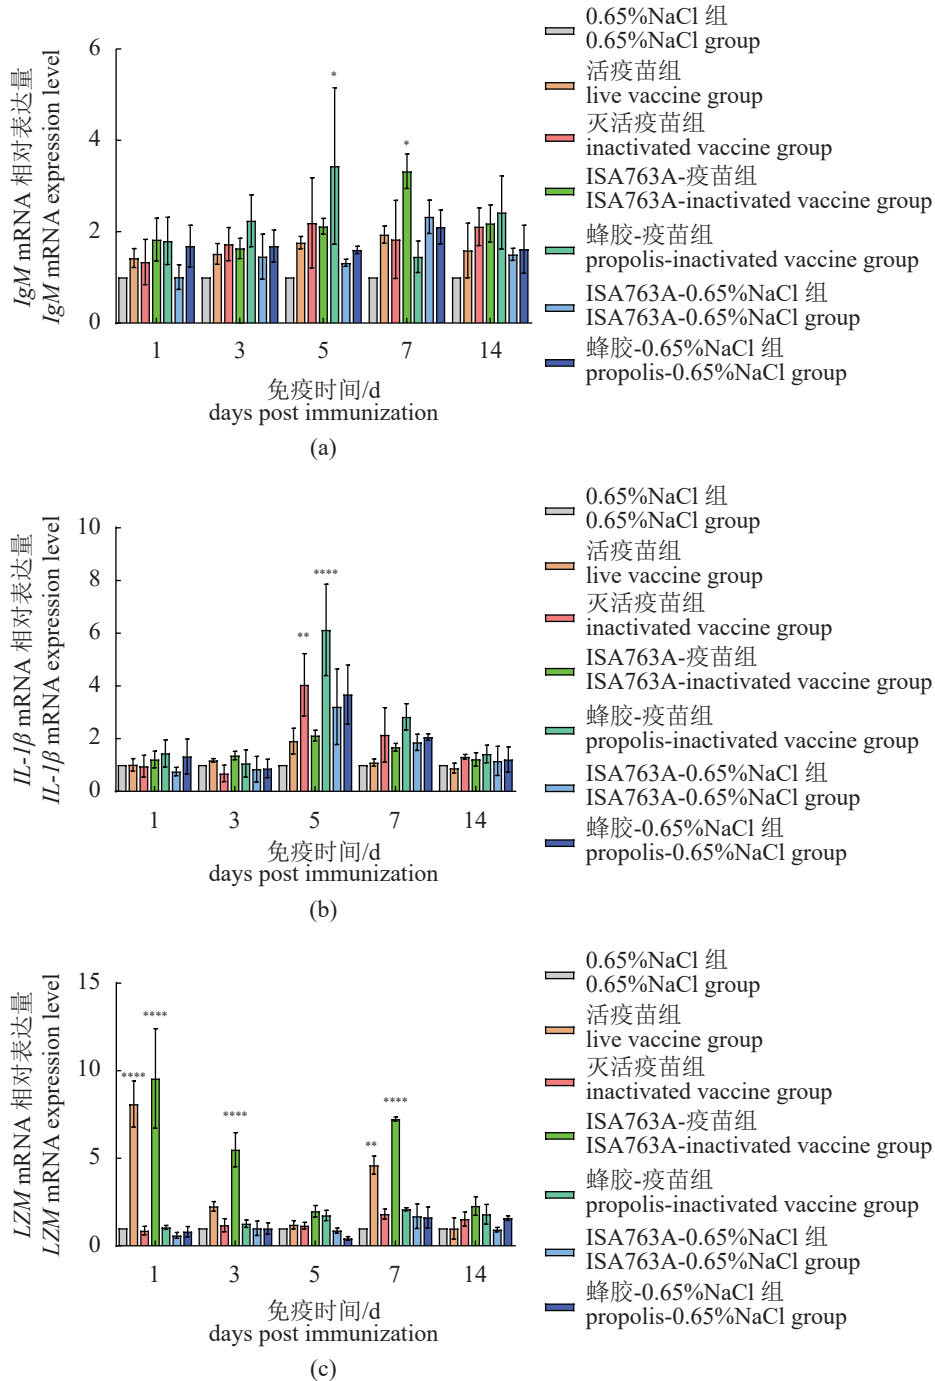 IgM mRNA 相对表达量
IgM mRNA expression level
6
4
2
0
*
*
1 3 5 7 14
免疫时间/d
days post immunization
(a)
0.65%NaCl 组
0.65%NaCl group
活疫苗组
live vaccine group
灭活疫苗组
inactivated vaccine group
ISA763A-疫苗组
ISA763A-inactivated vaccine group
蜂胶-疫苗组
propolis-inactivated vaccine group
ISA763A-0.65%NaCl 组
ISA763A-0.65%NaCl group
蜂胶-0.65%NaCl 组
propolis-0.65%NaCl group
IL-1β mRNA 相对表达量
IL-1β mRNA expression level
10
8
6
4
2
0
**
****
1 3 5 7 14
免疫时间/d
days post immunization
(b)
0.65%NaCl 组
0.65%NaCl group
活疫苗组
live vaccine group
灭活疫苗组
inactivated vaccine group
ISA763A-疫苗组
ISA763A-inactivated vaccine group
蜂胶-疫苗组
propolis-inactivated vaccine group
ISA763A-0.65%NaCl 组
ISA763A-0.65%NaCl group
蜂胶-0.65%NaCl 组
propolis-0.65%NaCl group
LZM mRNA 相对表达量
LZM mRNA expression level
15
10
5
0
****
****
****
**
****
1 3 5 7 14
免疫时间/d
days post immunization
(c)
0.65%NaCl 组
0.65%NaCl group
活疫苗组
live vaccine group
灭活疫苗组
inactivated vaccine group
ISA763A-疫苗组
ISA763A-inactivated vaccine group
蜂胶-疫苗组
propolis-inactivated vaccine group
ISA763A-0.65%NaCl 组
ISA763A-0.65%NaCl group
蜂胶-0.65%NaCl 组
propolis-0.65%NaCl group